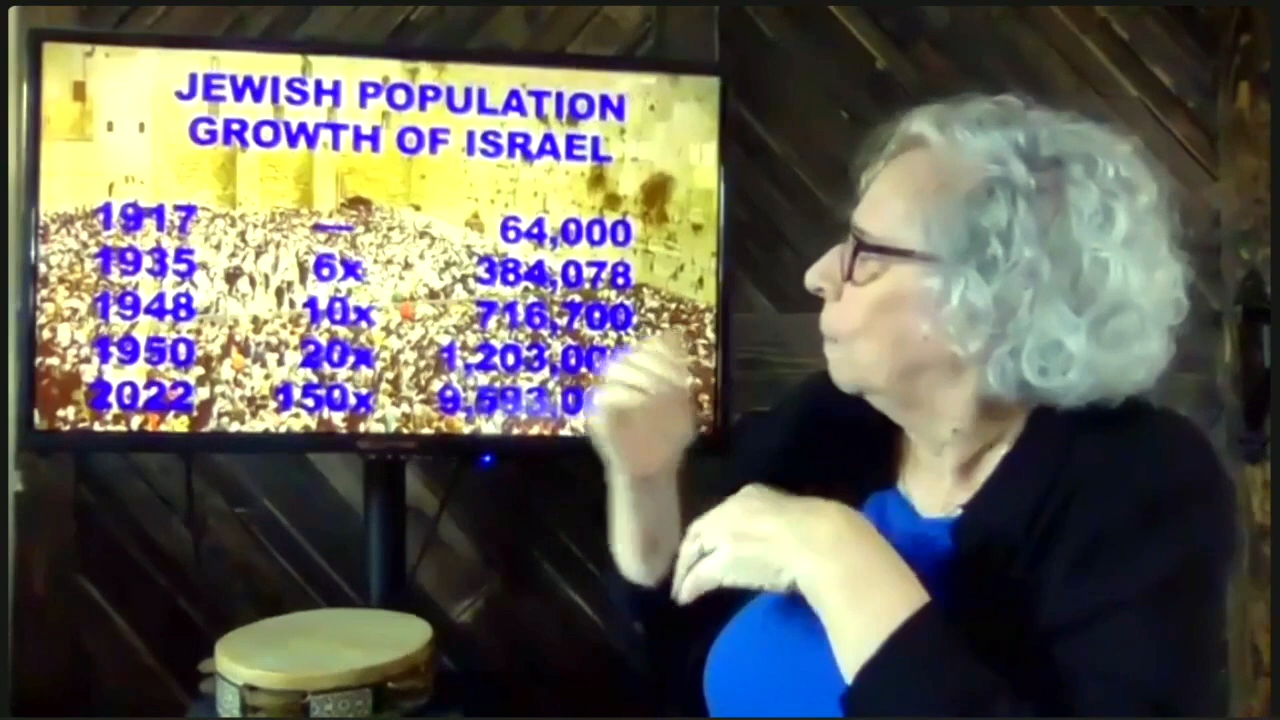 JEWISH POPULATION
GROWTH OF ISRAEL
1917 — 64,000
1935 6x 384,078
1948 10x 716,700
1950 20x
2022 150x